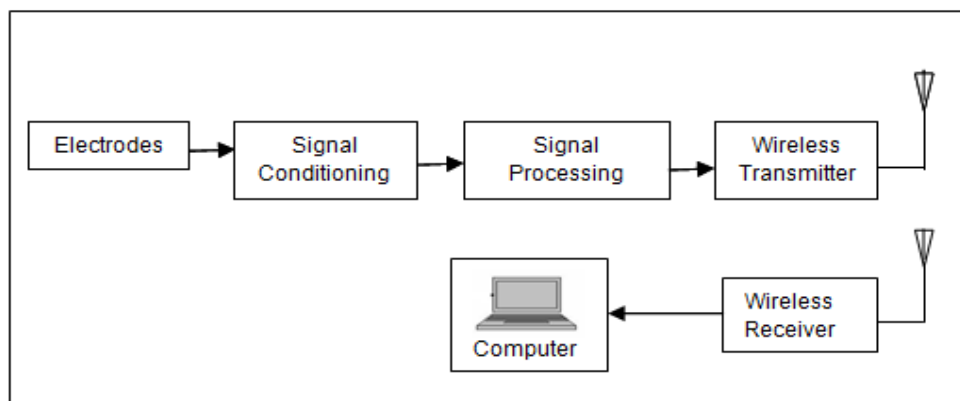 Electrodes
Signal
Conditioning
Signal
Processing
Wireless
Transmitter
Computer
Wireless
Receiver